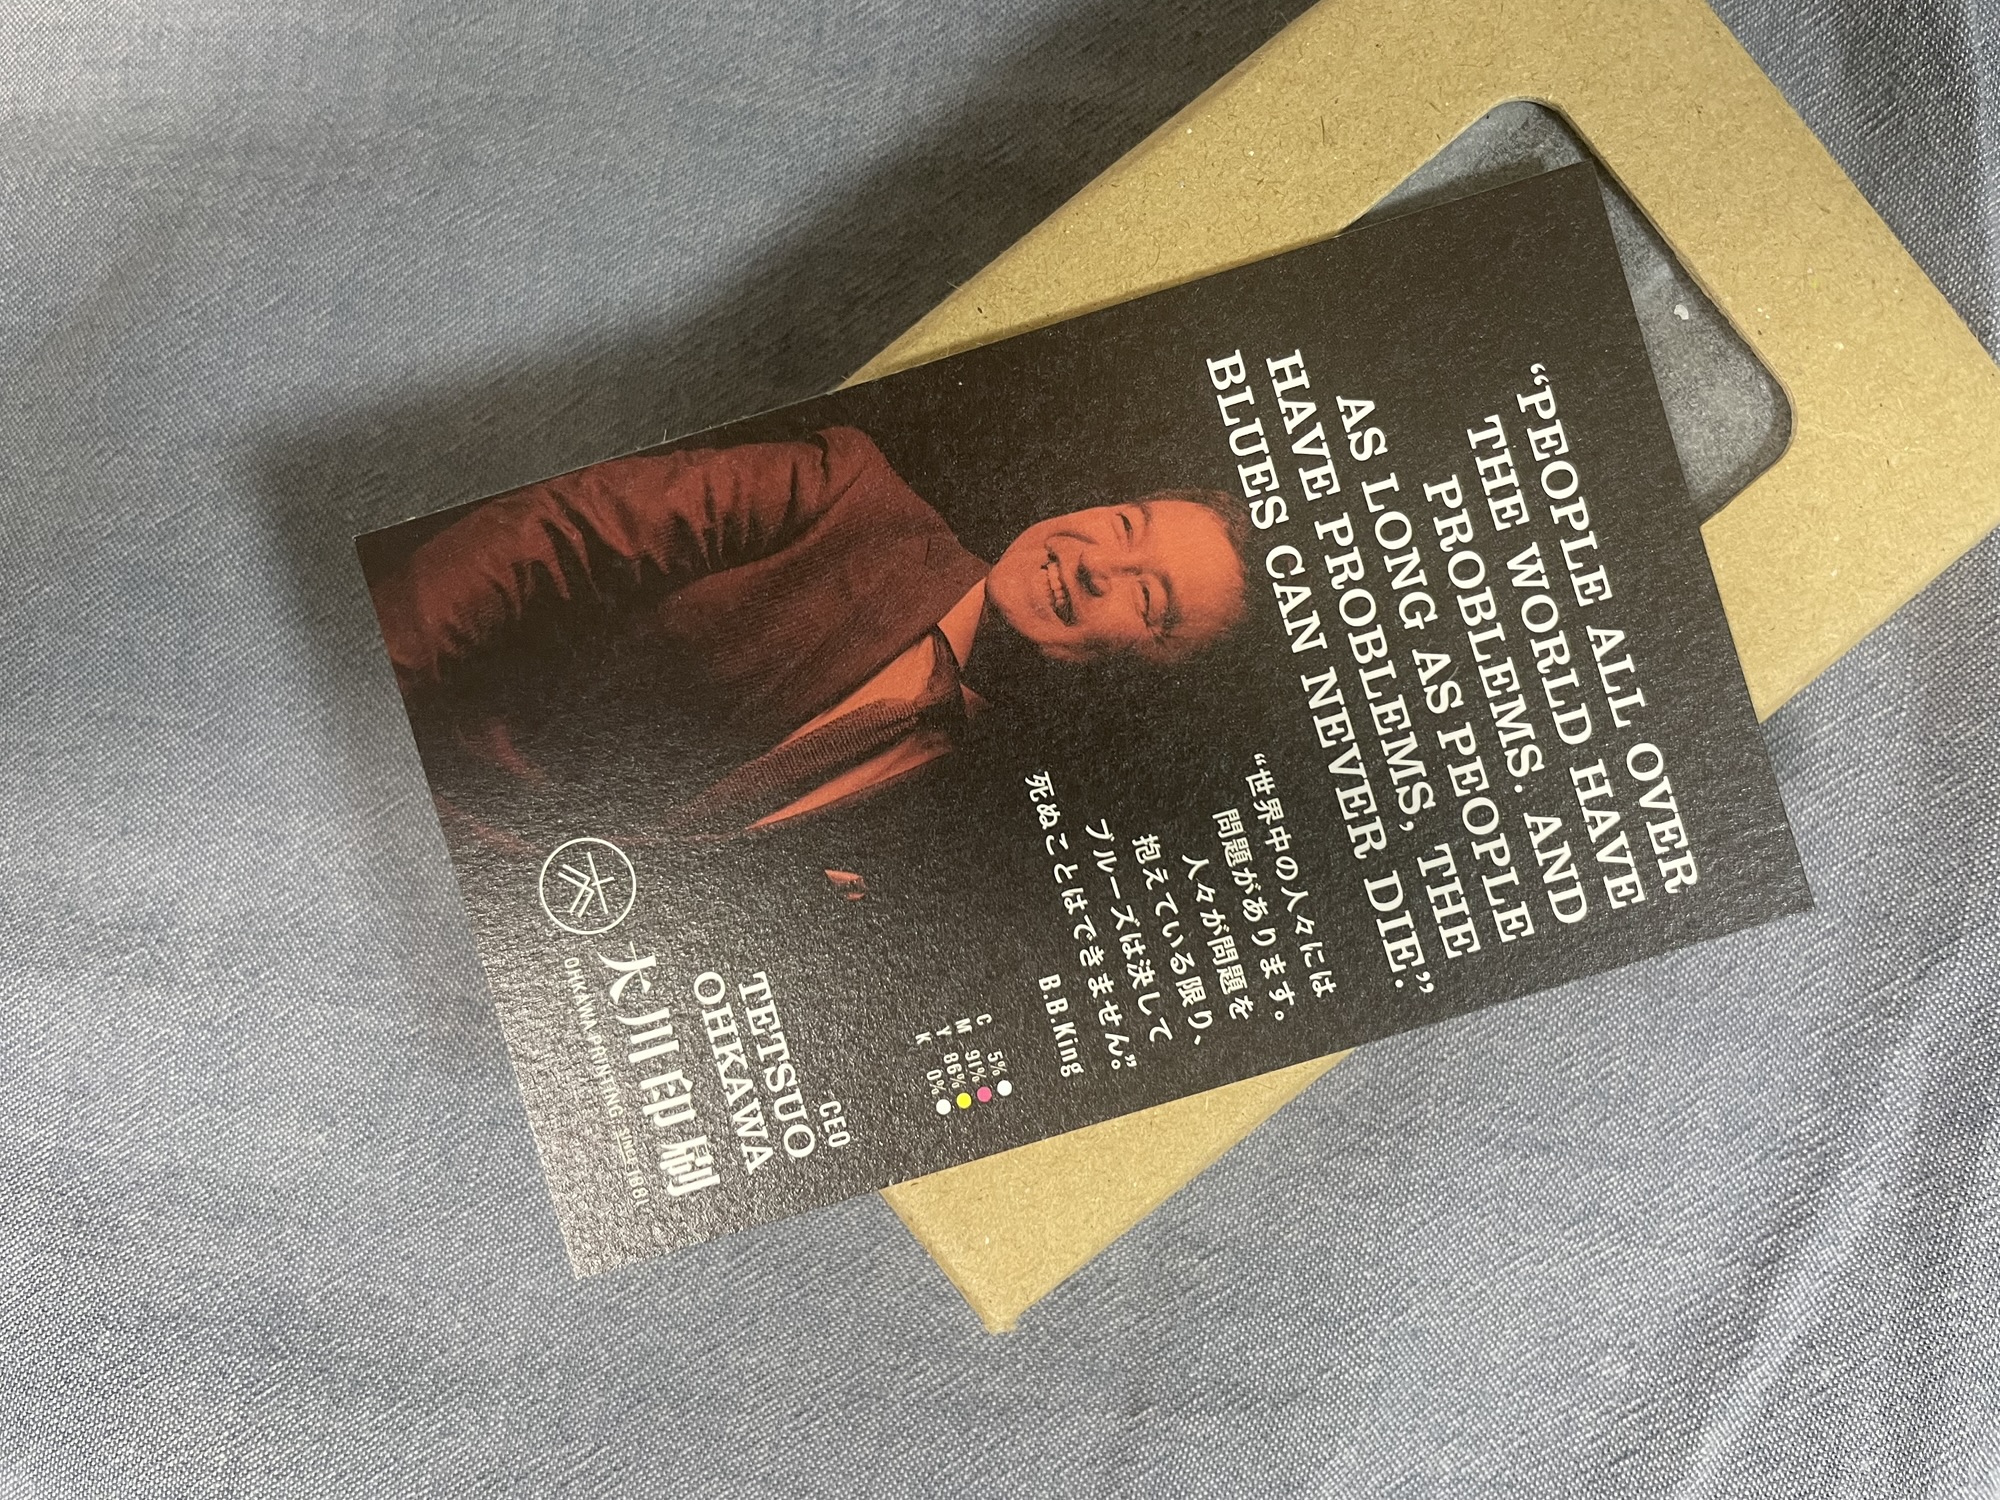 “PEOPLE ALL OVER
THE WORLD HAVE
PROBLEMS. AND
AS LONG AS PEOPLE
HAVE PROBLEMS, THE
BLUES CAN NEVER DIE.”
“世界中の人々には
問題があります。
人々が問題を
抱えている限り、
ブルーズは決して
死ぬことはできません。”
B.B.King
C 5%
M 91%
Y 86%
K 0%
CEO
TETSUO
OHKAWA
大川印刷
OHKAWA PRINTING SINCE 1881